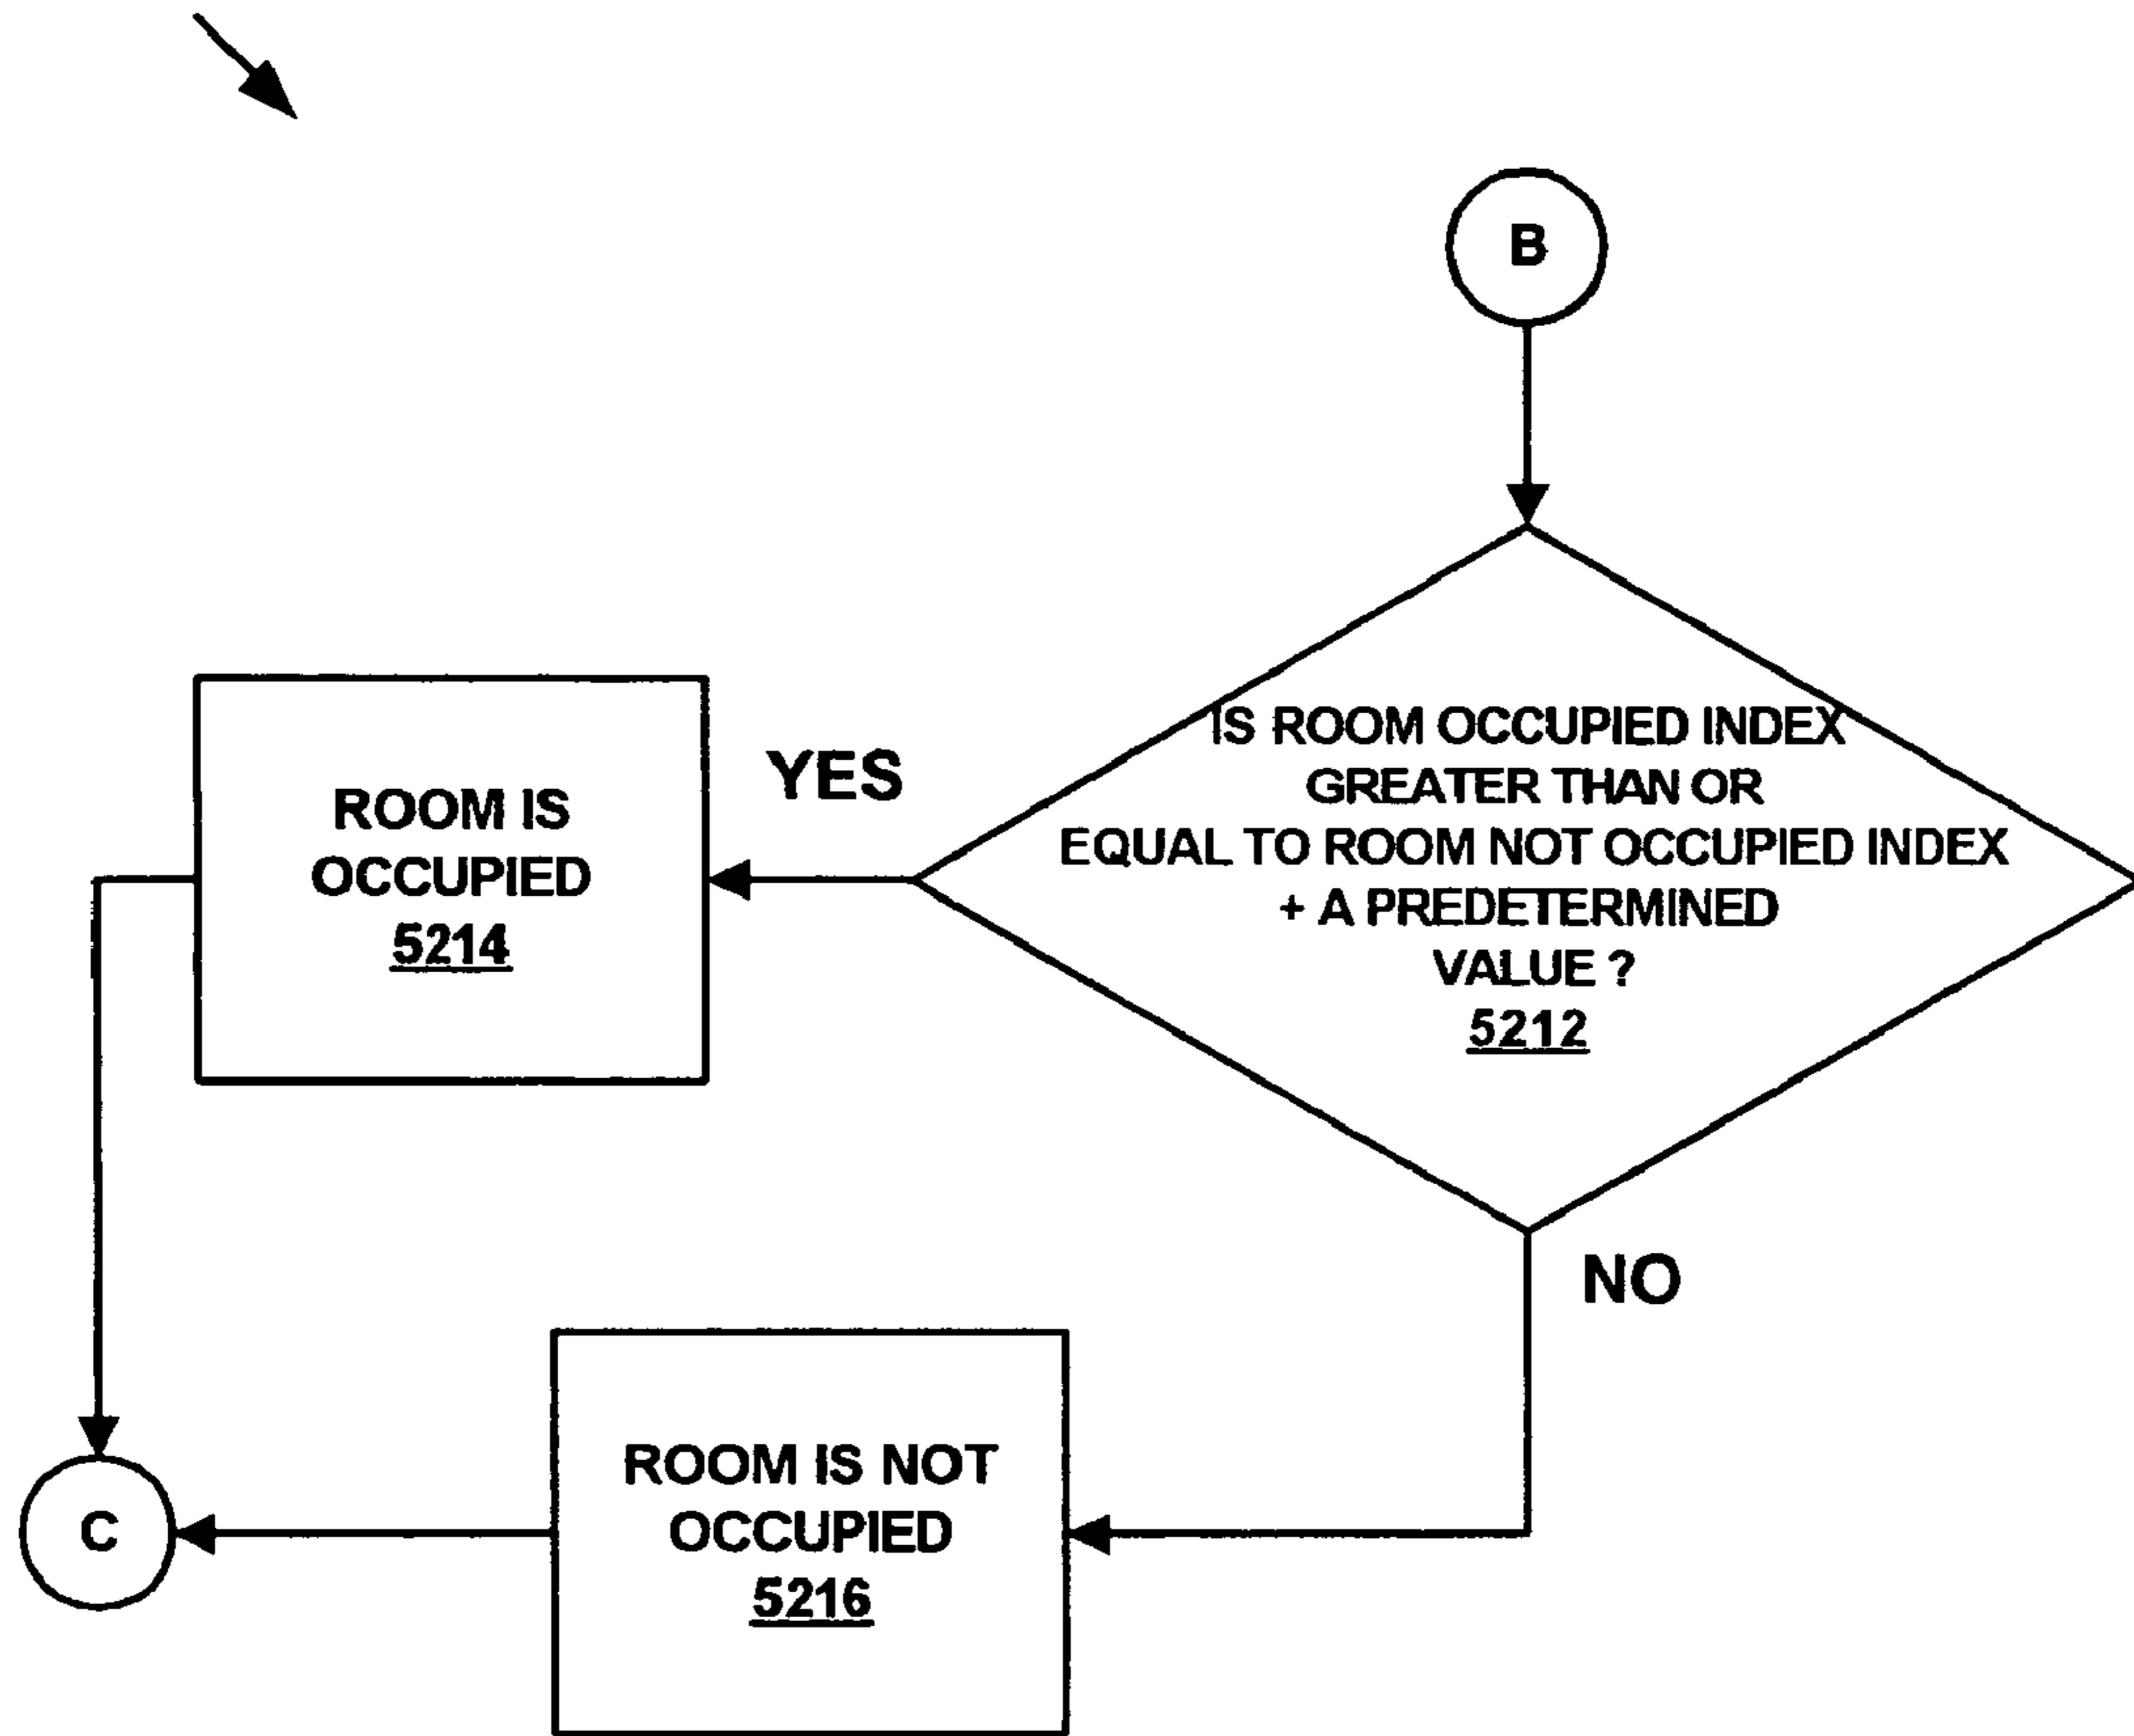 B
IS ROOM OCCUPIED INDEX
GREATER THAN OR
EQUAL TO ROOM NOT OCCUPIED INDEX
+ A PREDETERMINED
VALUE ?
5212
YES
ROOM IS
OCCUPIED
5214
NO
ROOM IS NOT
OCCUPIED
5216
C